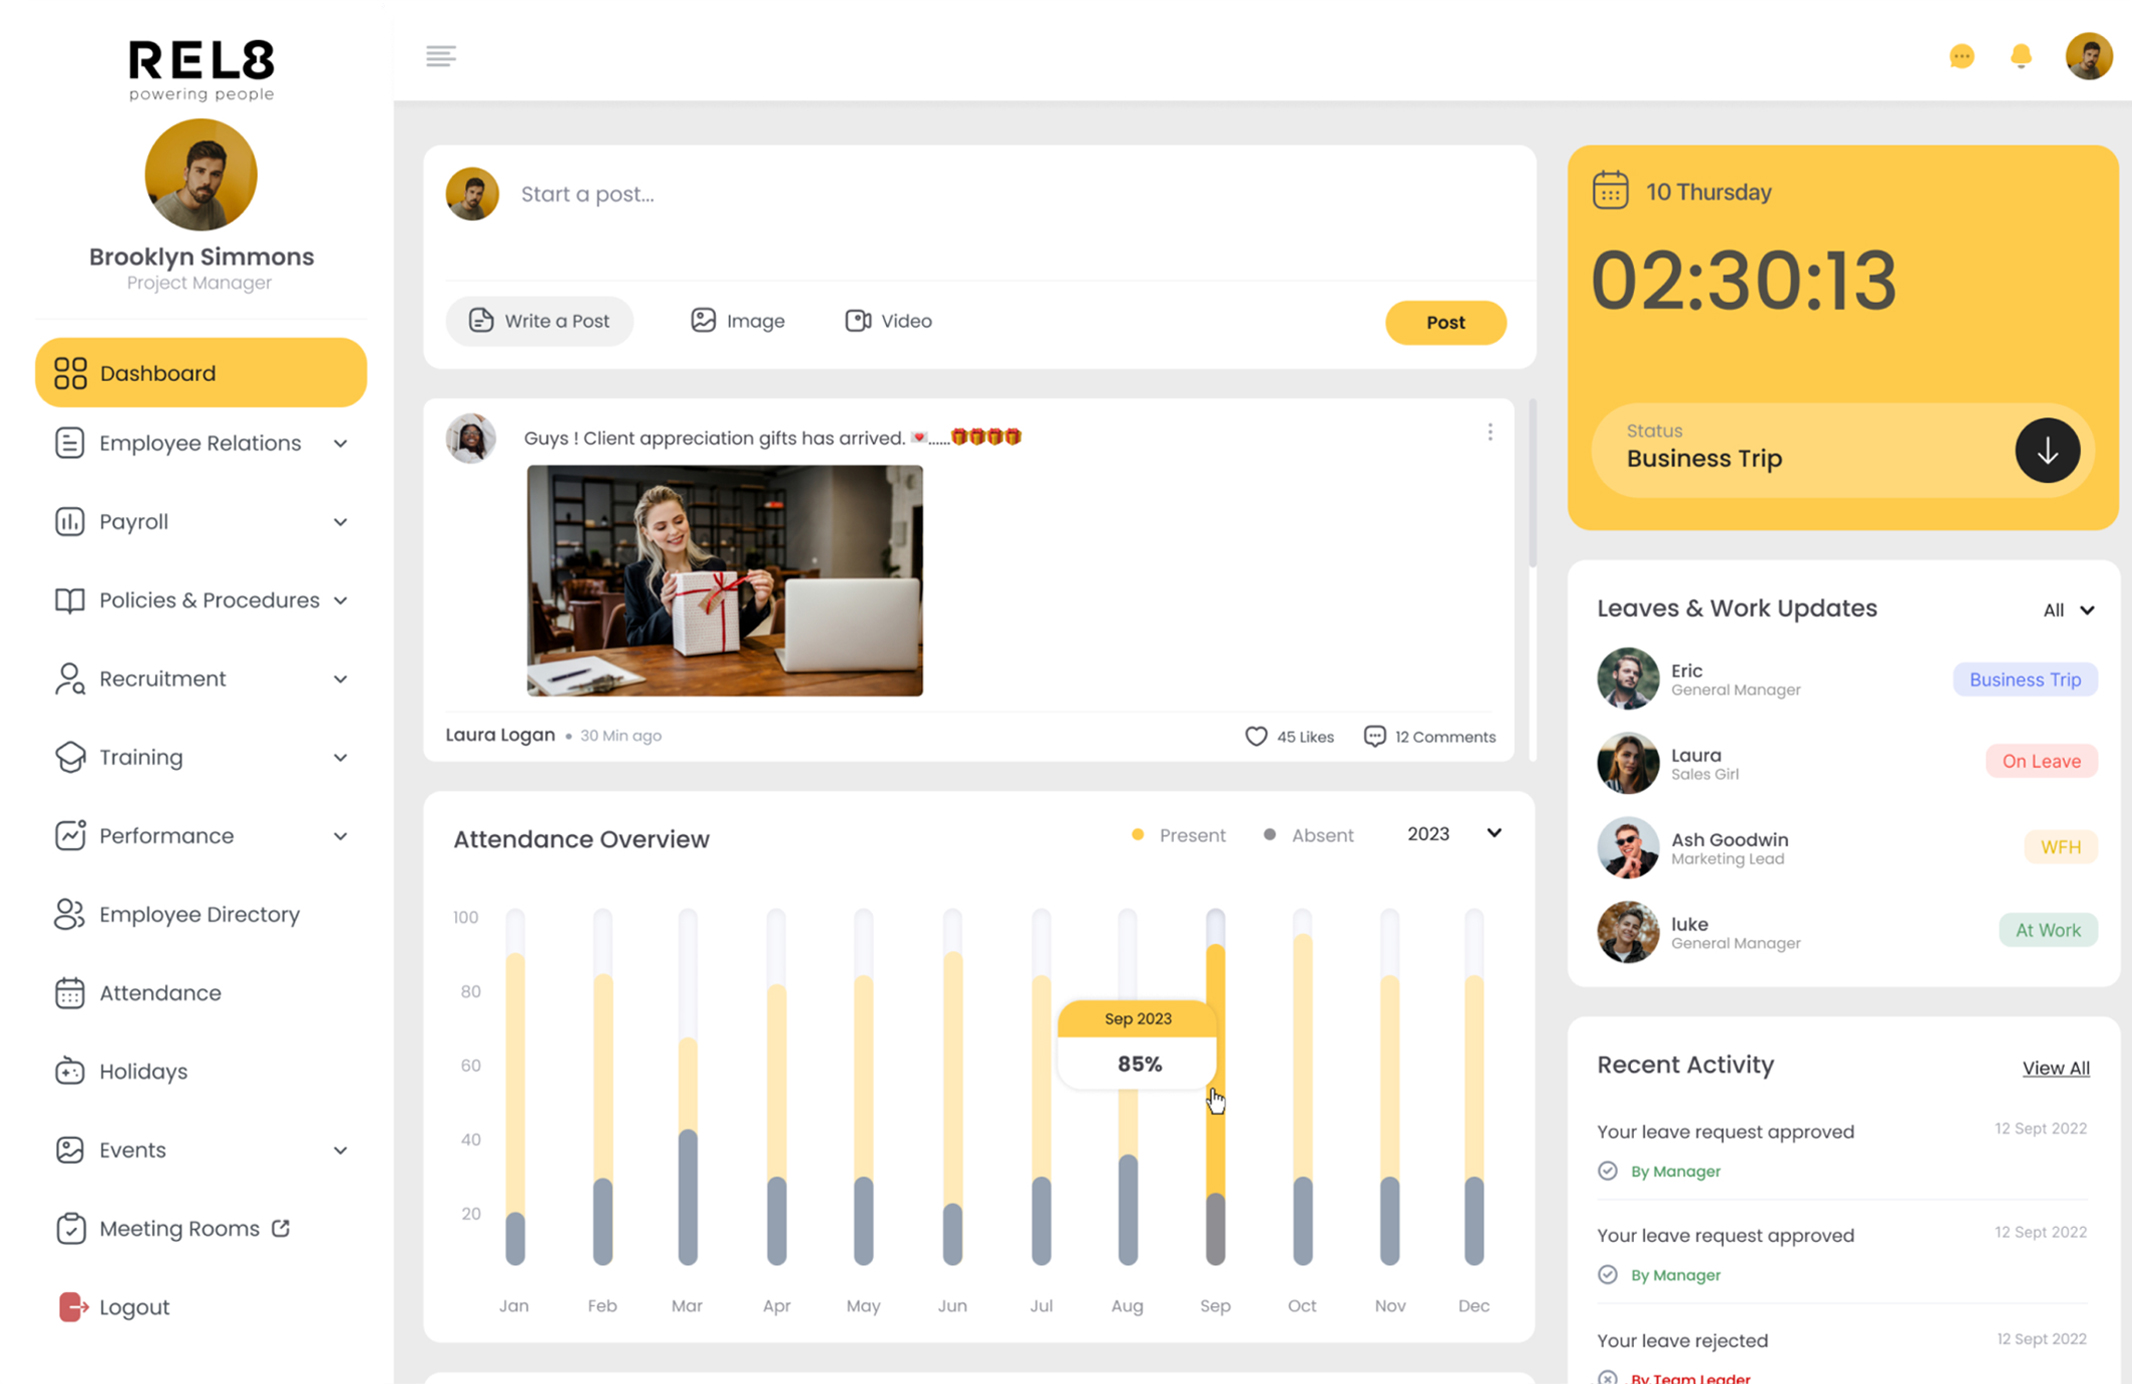 REL8
powering people
Brooklyn Simmons
Project Manager
Dashboard
Employee Relations
Payroll
Policies & Procedures
Recruitment
Training
Performance
Employee Directory
Attendance
Holidays
Events
Meeting Rooms
Logout
Start a post...
Write a Post
Image
Video
Post
Guys ! Client appreciation gifts has arrived. 💌......🎁🎁🎁🎁
Laura Logan • 30 Min ago
45 Likes
12 Comments
Attendance Overview
Present
Absent
2023
100
80
60
40
20
Sep 2023
85%
Jan Feb Mar Apr May Jun Jul Aug Sep Oct Nov Dec
10 Thursday
02:30:13
Status
Business Trip
Leaves & Work Updates
All
Eric
General Manager
Business Trip
Laura
Sales Girl
On Leave
Ash Goodwin
Marketing Lead
WFH
luke
General Manager
At Work
Recent Activity
View All
Your leave request approved
12 Sept 2022
By Manager
Your leave request approved
12 Sept 2022
By Manager
Your leave rejected
12 Sept 2022
By Team Leader